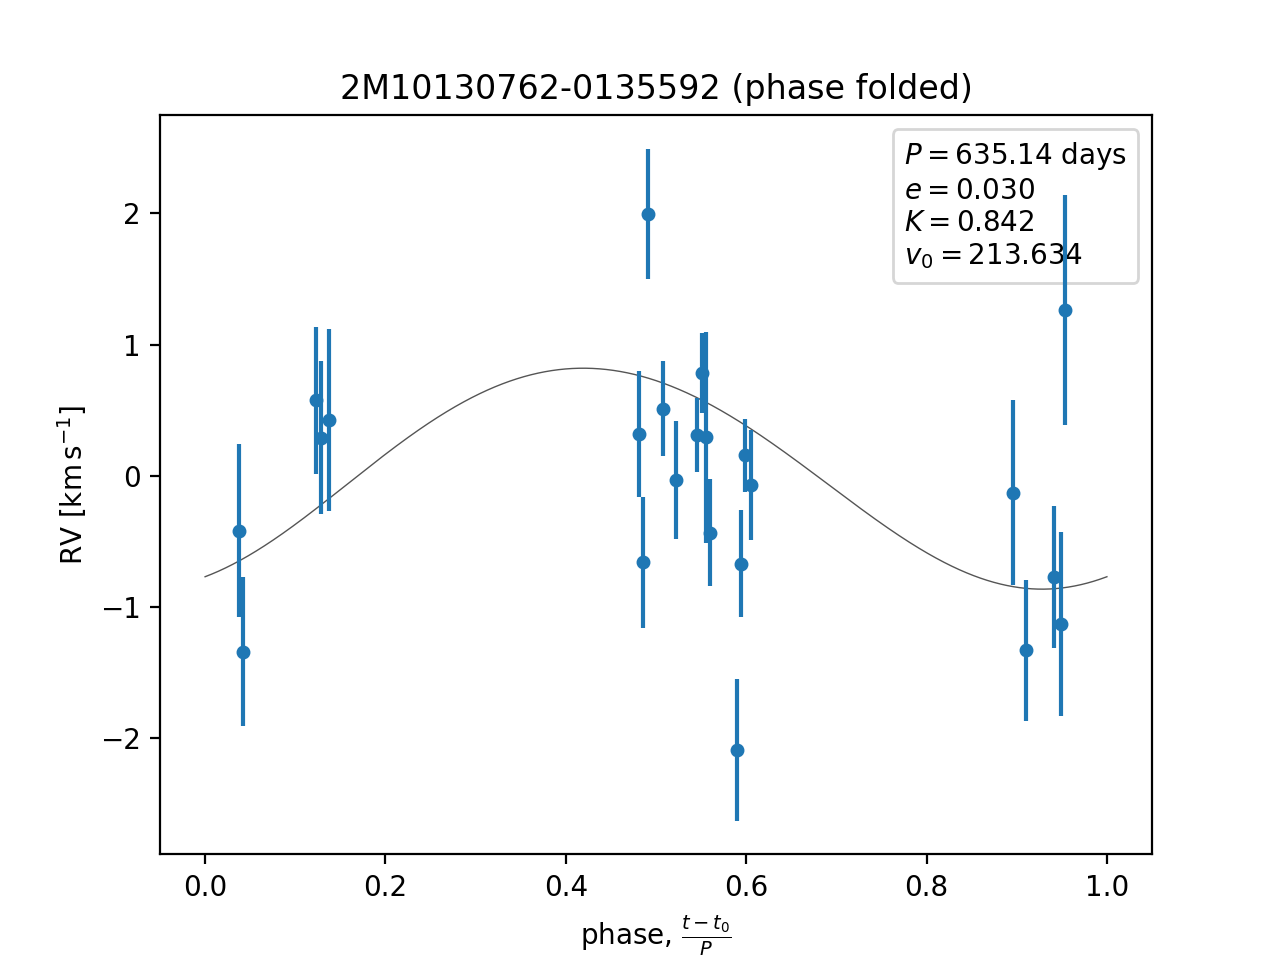 2M10130762-0135592 (phase folded)
P = 635.14 days
e = 0.030
K = 0.842
v₀ = 213.634
2
1
0
−1
−2
RV [km s⁻¹]
0.0 0.2 0.4 0.6 0.8 1.0
phase, (t − t₀)/P